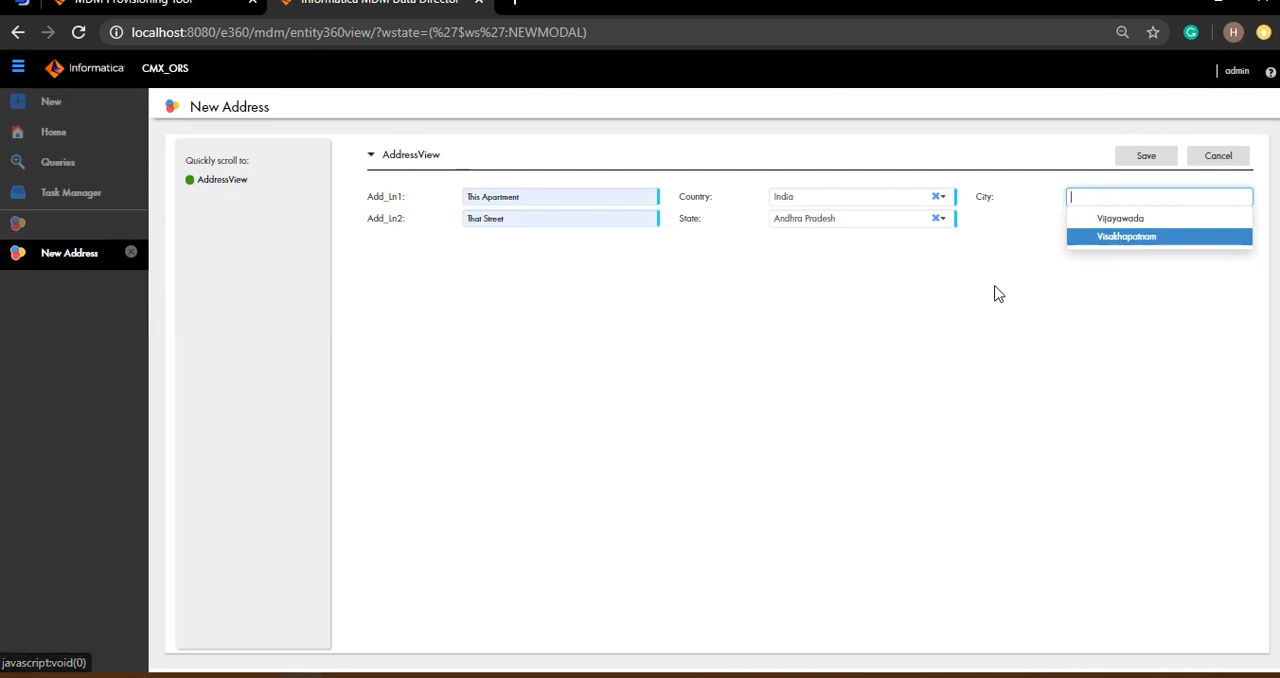 MDM Provisioning Tool
Informatica MDM Data Director
localhost:8080/e360/mdm/entity360view/?wstate=(%27$ws%27:NEWMODAL)
H
Informatica CMX_ORS
admin
New
New Address
Home
Queries
Task Manager
New Address
Quickly scroll to:
AddressView
AddressView
Save Cancel
Add_Ln1: This Apartment Country: India City:
Add_Ln2: That Street State: Andhra Pradesh Vijayawada
Visakhapatnam
javascript:void(0)